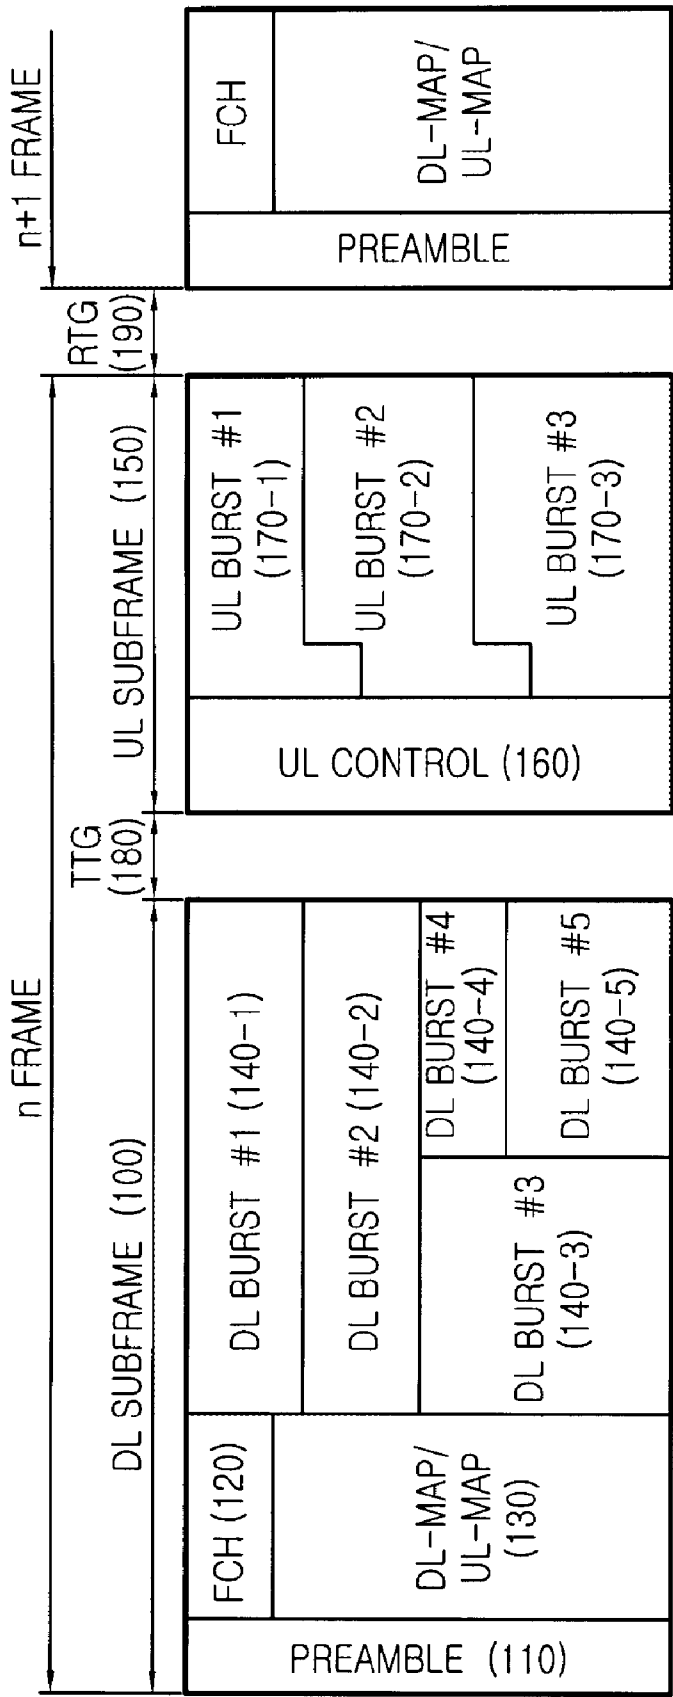 n FRAME
n+1 FRAME
DL SUBFRAME (100)
TTG
(180)
UL SUBFRAME (150)
RTG
(190)
PREAMBLE (110)
FCH (120)
DL-MAP/
UL-MAP
(130)
DL BURST #1 (140-1)
DL BURST #2 (140-2)
DL BURST #3
(140-3)
DL BURST #4
(140-4)
DL BURST #5
(140-5)
UL CONTROL (160)
UL BURST #1
(170-1)
UL BURST #2
(170-2)
UL BURST #3
(170-3)
PREAMBLE
FCH
DL-MAP/
UL-MAP